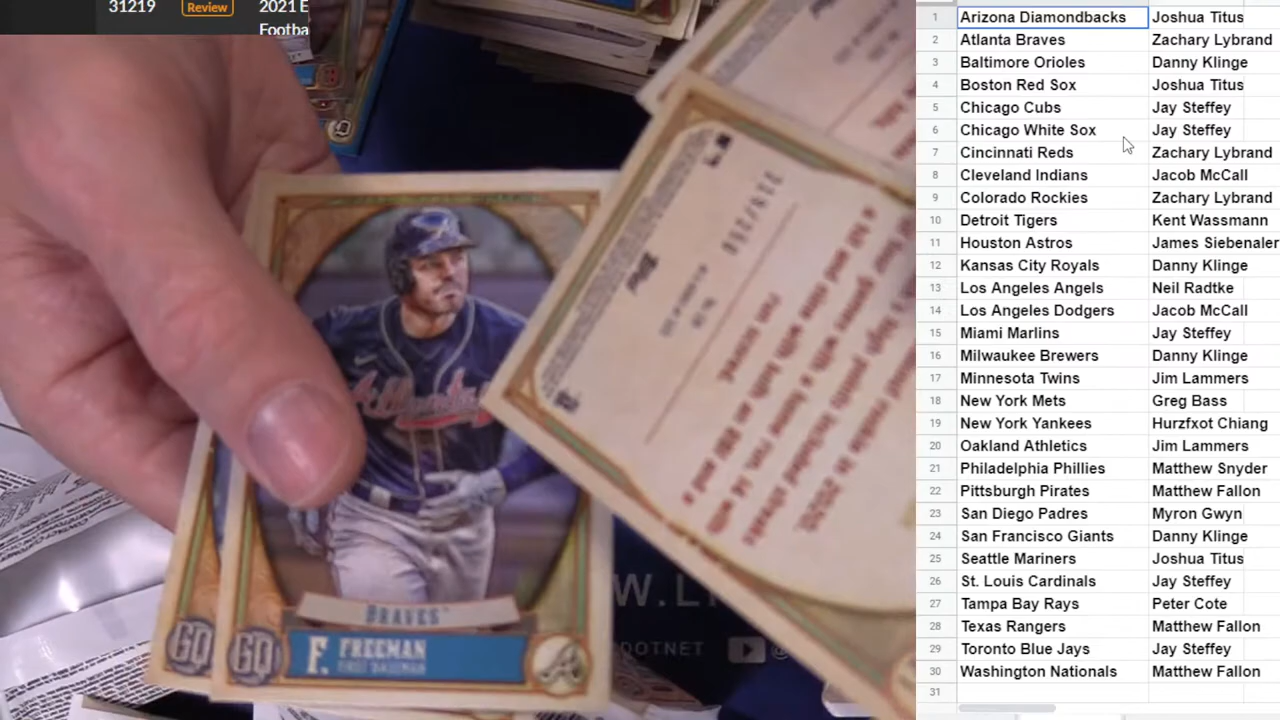 31219
Review
2021 E
Footba
1 Arizona Diamondbacks Joshua Titus
2 Atlanta Braves Zachary Lybrand
3 Baltimore Orioles Danny Klinge
4 Boston Red Sox Joshua Titus
5 Chicago Cubs Jay Steffey
6 Chicago White Sox Jay Steffey
7 Cincinnati Reds Zachary Lybrand
8 Cleveland Indians Jacob McCall
9 Colorado Rockies Zachary Lybrand
10 Detroit Tigers Kent Wassmann
11 Houston Astros James Siebenaler
12 Kansas City Royals Danny Klinge
13 Los Angeles Angels Neil Radtke
14 Los Angeles Dodgers Jacob McCall
15 Miami Marlins Jay Steffey
16 Milwaukee Brewers Danny Klinge
17 Minnesota Twins Jim Lammers
18 New York Mets Greg Bass
19 New York Yankees Hurzfxot Chiang
20 Oakland Athletics Jim Lammers
21 Philadelphia Phillies Matthew Snyder
22 Pittsburgh Pirates Matthew Fallon
23 San Diego Padres Myron Gwyn
24 San Francisco Giants Danny Klinge
25 Seattle Mariners Joshua Titus
26 St. Louis Cardinals Jay Steffey
27 Tampa Bay Rays Peter Cote
28 Texas Rangers Matthew Fallon
29 Toronto Blue Jays Jay Steffey
30 Washington Nationals Matthew Fallon
31
BRAVES
GQ
GQ
F. FREEMAN
FIRST BASEMAN
A
Topps
W.L
DOTNET